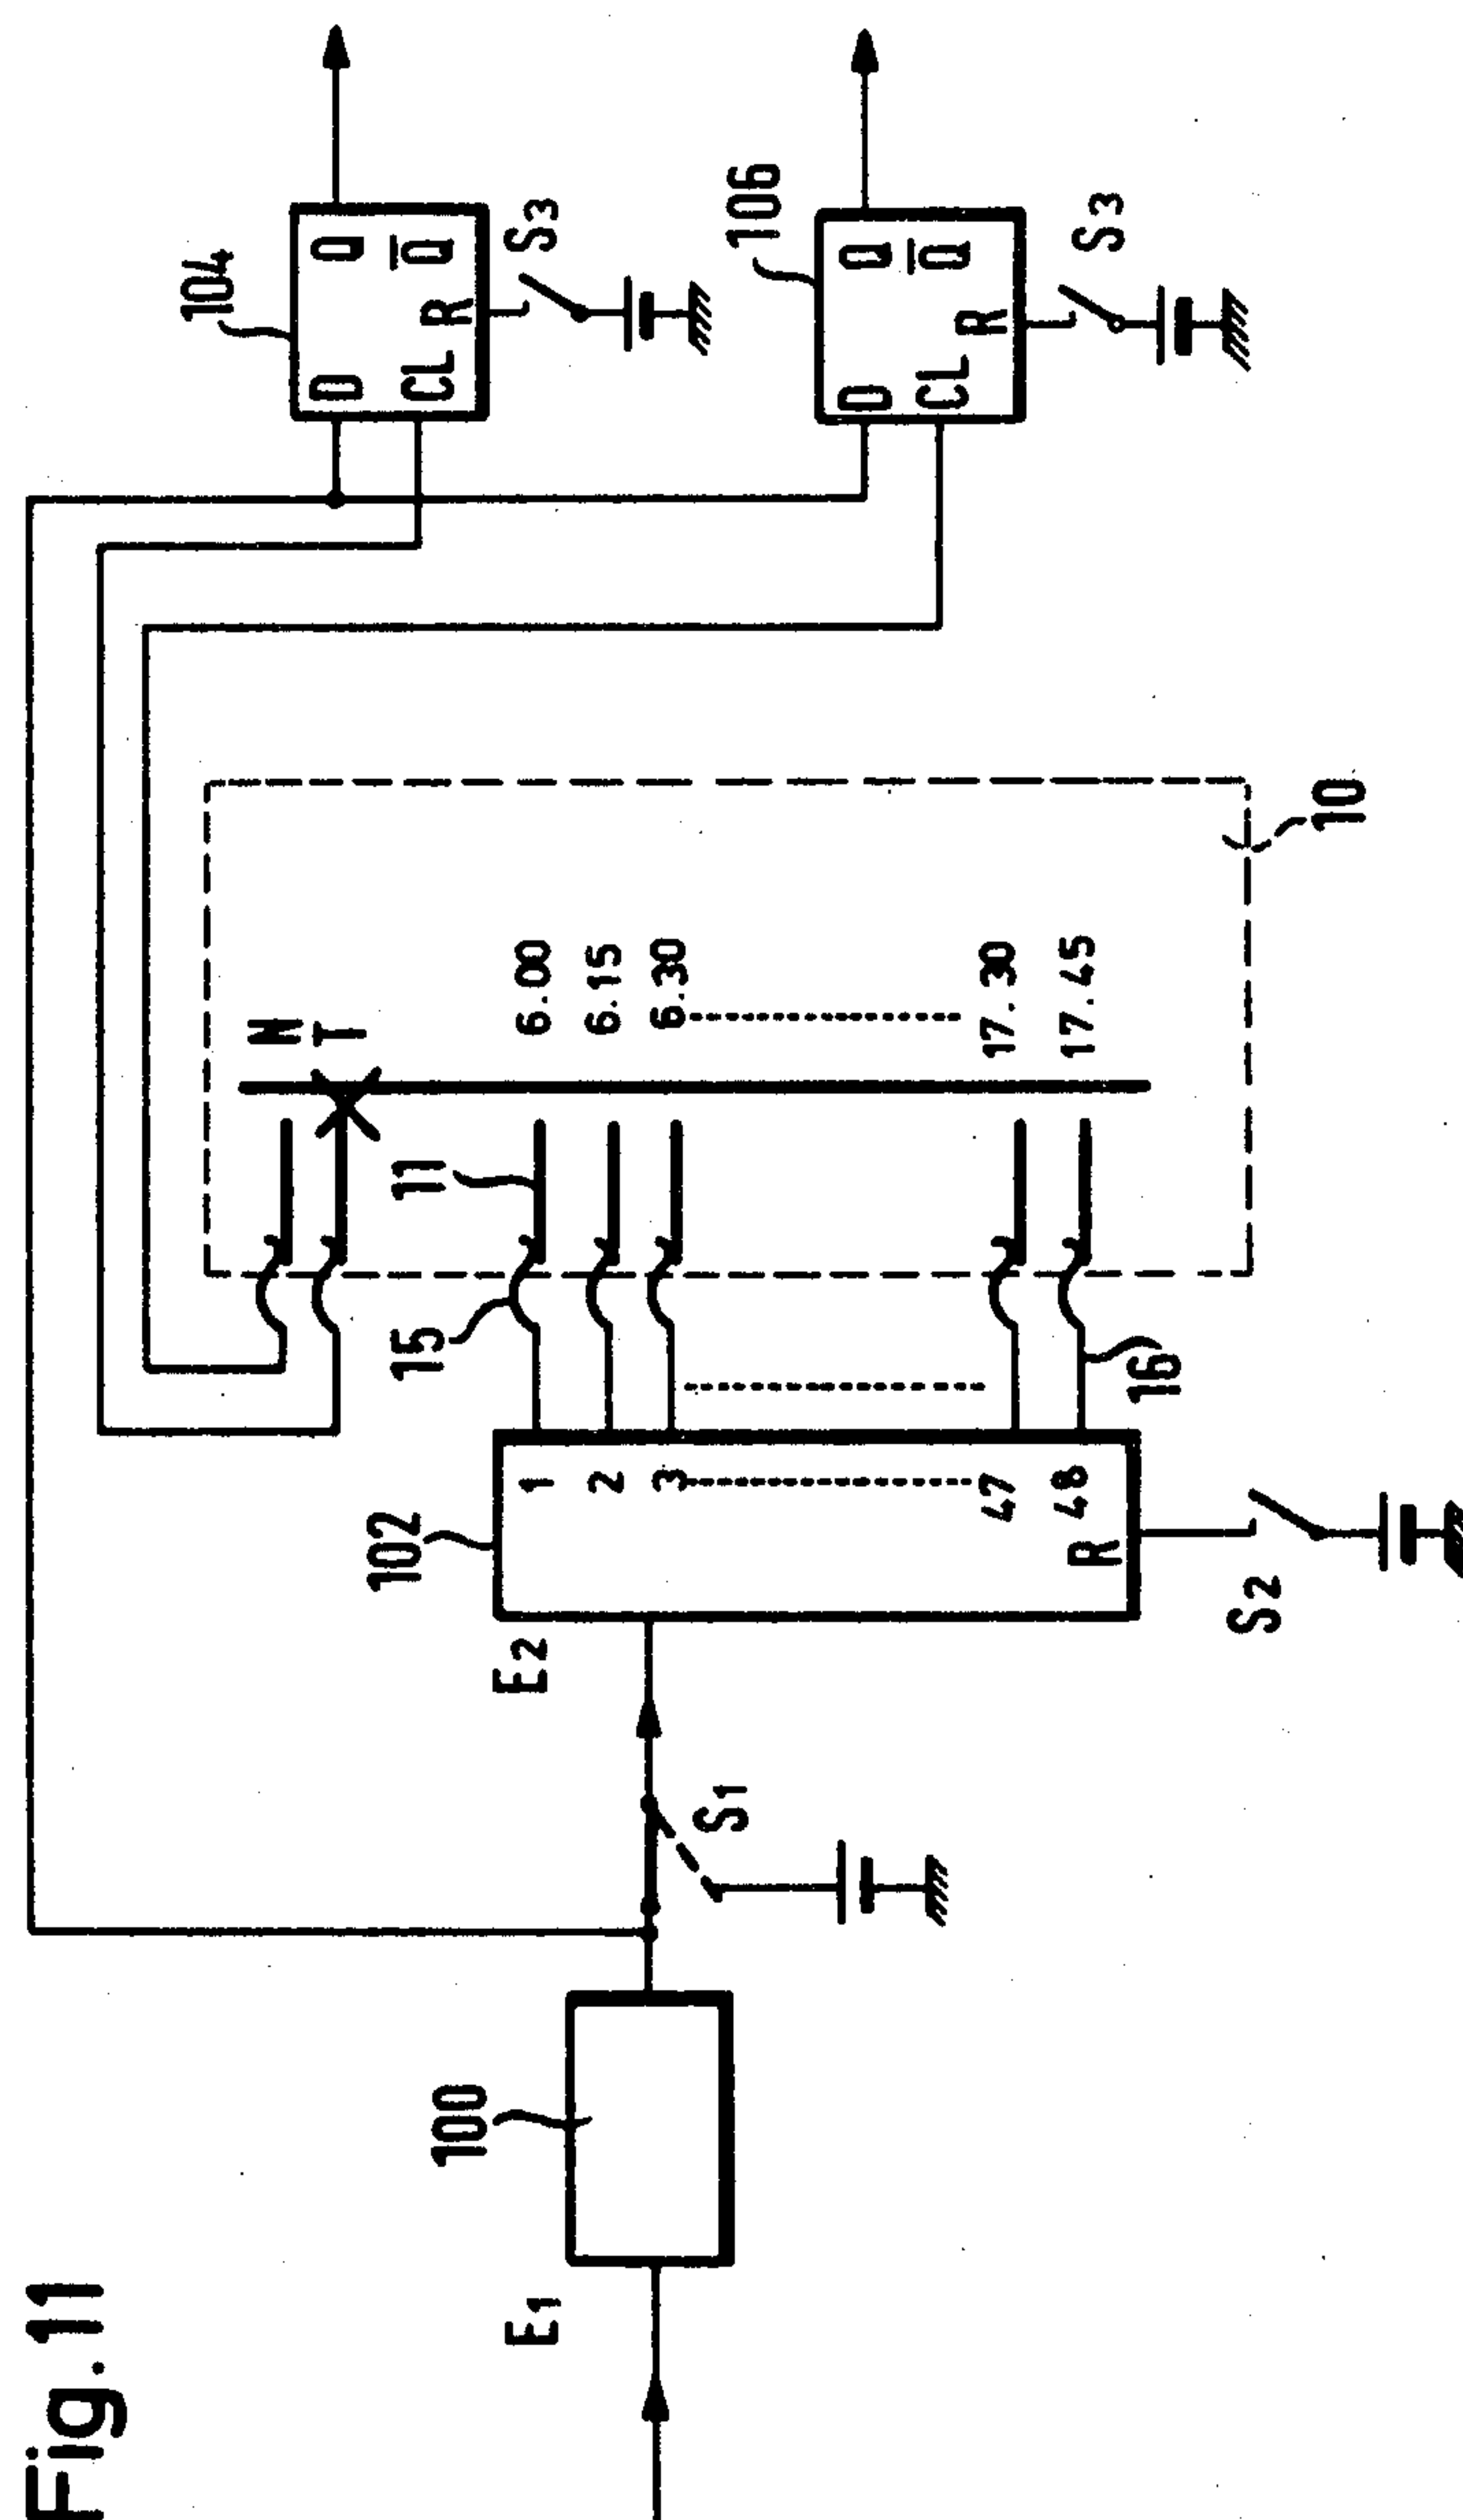 Fig. 11
E1
100
S1
E2
102
1
2
3
47
48
R
S2
15
16
11
N
T
6.00
6.15
6.30
17.30
17.45
10
104
D
Q
CL
R
Q
S3
106
D
Q
CL
R
Q
S3